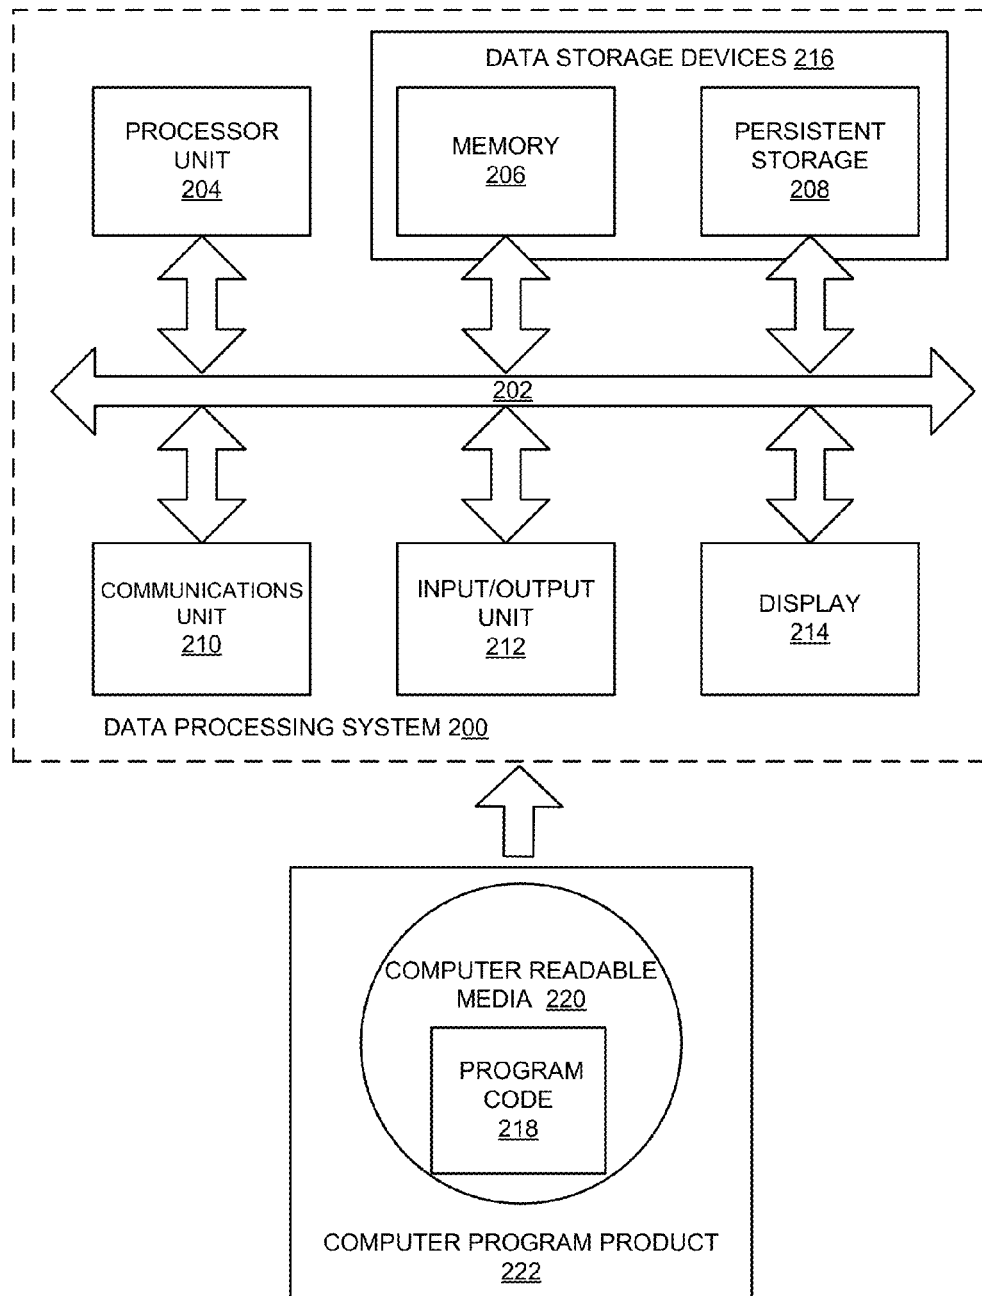 DATA STORAGE DEVICES 216
PROCESSOR
UNIT
204
MEMORY
206
PERSISTENT
STORAGE
208
202
COMMUNICATIONS
UNIT
210
INPUT/OUTPUT
UNIT
212
DISPLAY
214
DATA PROCESSING SYSTEM 200
COMPUTER READABLE
MEDIA 220
PROGRAM
CODE
218
COMPUTER PROGRAM PRODUCT
222